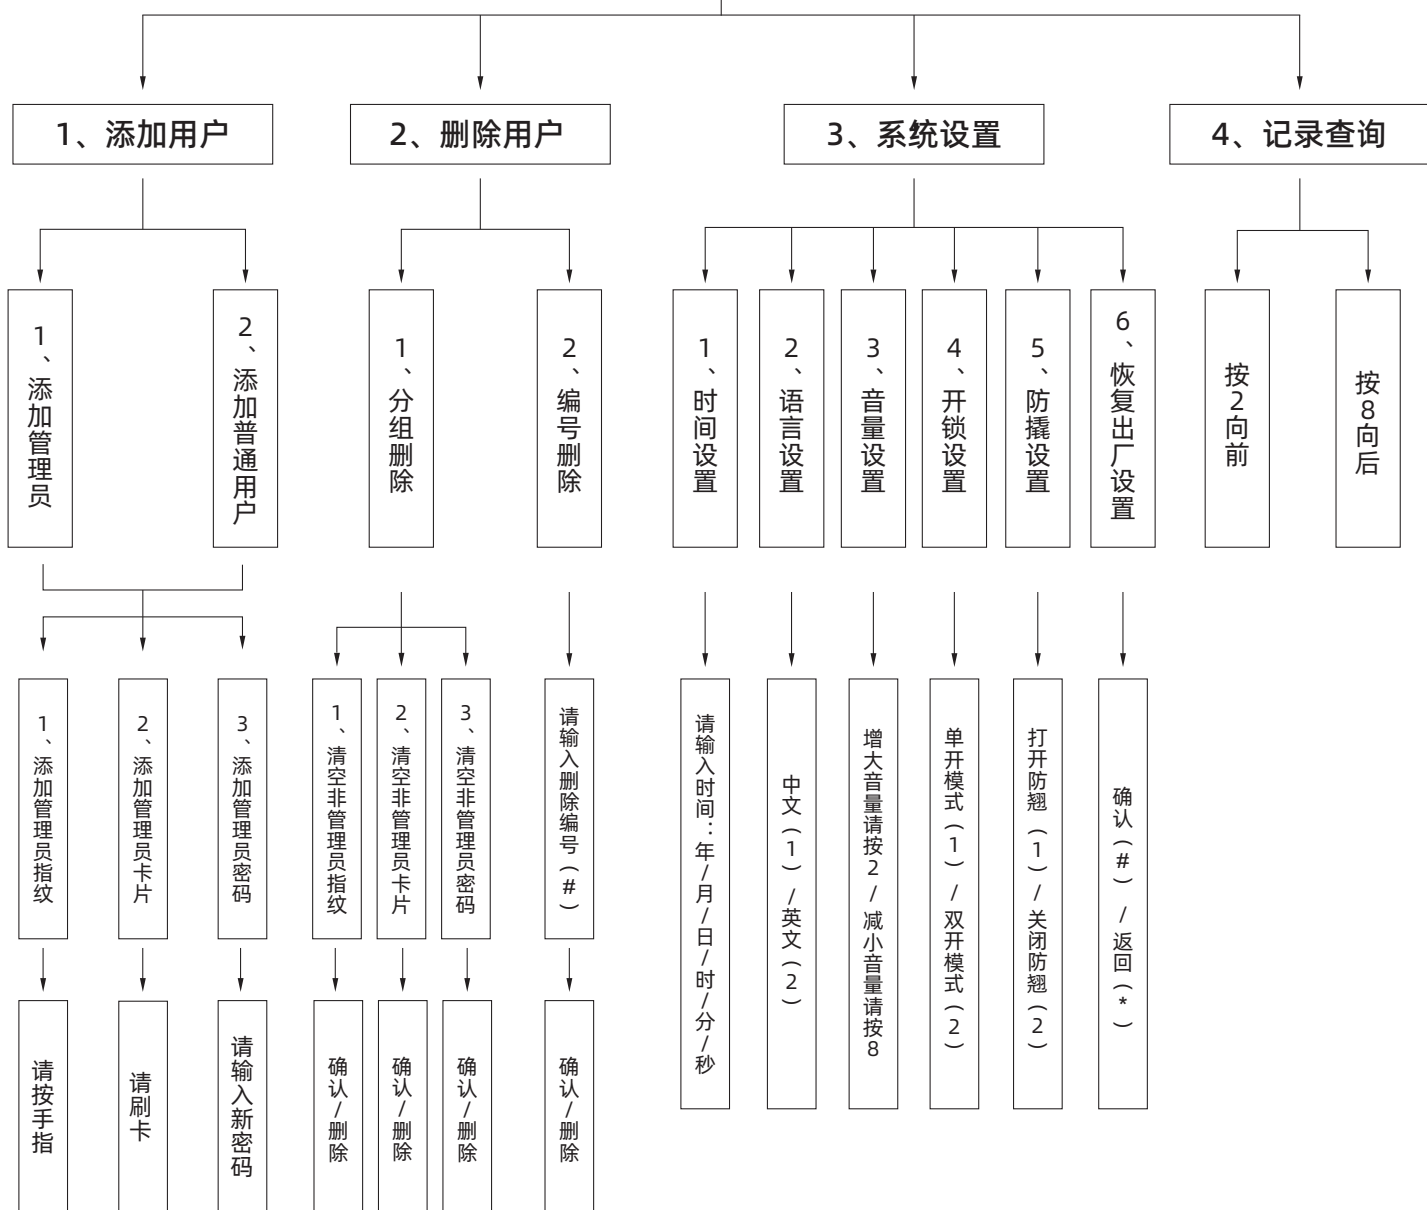 1、添加用户
2、删除用户
3、系统设置
4、记录查询
1、添加管理员
2、添加普通用户
1、分组删除
2、编号删除
1、时间设置
2、语言设置
3、音量设置
4、开锁设置
5、防撬设置
6、恢复出厂设置
按2向前
按8向后
1、添加管理员指纹
2、添加管理员卡片
3、添加管理员密码
1、清空非管理员指纹
2、清空非管理员卡片
3、清空非管理员密码
请输入删除编号(#)
请输入时间：年/月/日/时/分/秒
中文(1)/英文(2)
增大音量请按2/减小音量请按8
单开模式(1)/双开模式(2)
打开防翘(1)/关闭防翘(2)
确认(#)/返回(*)
请按手指
请刷卡
请输入新密码
确认/删除
确认/删除
确认/删除
确认/删除